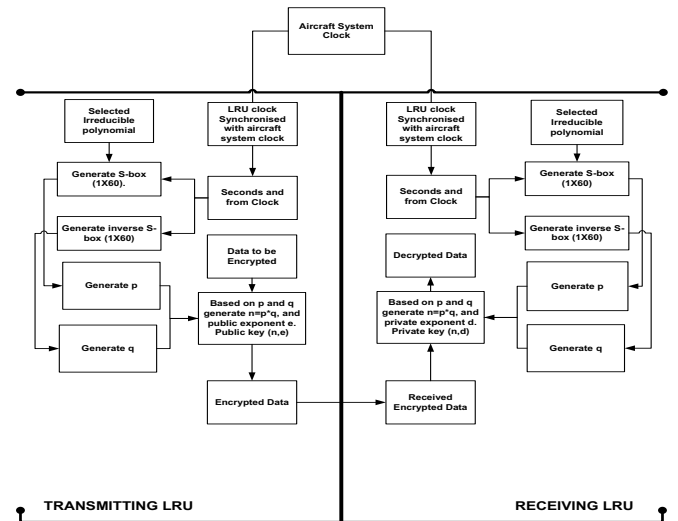 Aircraft System
Clock
Selected
Irreducible
polynomial
LRU clock
Synchronised
with aircraft
system clock
Generate S-box
(1X60).
Seconds and
from Clock
Generate inverse S-
box (1X60)
Data to be
Encrypted
Generate p
Based on p and q
generate n=p*q, and
public exponent e.
Public key (n,e)
Generate q
Encrypted Data
TRANSMITTING LRU
LRU clock
Synchronised
with aircraft
system clock
Selected
Irreducible
polynomial
Generate S-box
(1X60)
Seconds and
from Clock
Generate inverse S-
box (1X60)
Decrypted Data
Generate p
Based on p and q
generate n=p*q, and
private exponent d.
Private key (n,d)
Generate q
Received
Encrypted Data
RECEIVING LRU